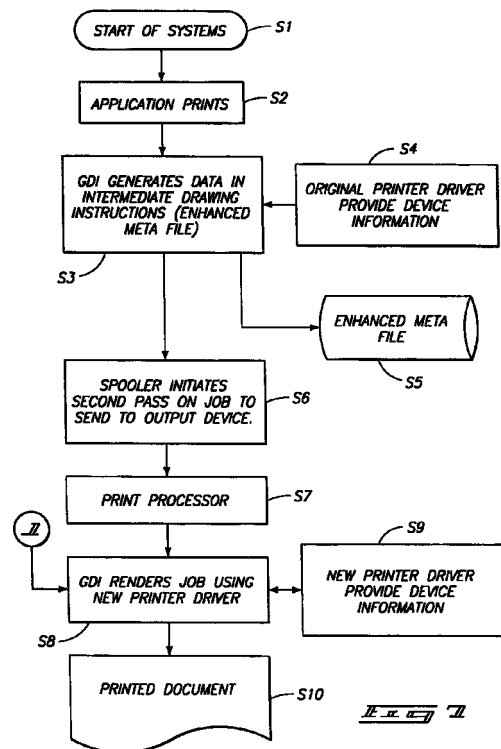 START OF SYSTEMS
S1
APPLICATION PRINTS
S2
S4
GDI GENERATES DATA IN
INTERMEDIATE DRAWING
INSTRUCTIONS (ENHANCED
META FILE)
S3
ORIGINAL PRINTER DRIVER
PROVIDE DEVICE
INFORMATION
ENHANCED META
FILE
S5
SPOOLER INITIATES
SECOND PASS ON JOB TO
SEND TO OUTPUT DEVICE.
S6
PRINT PROCESSOR
S7
S9
GDI RENDERS JOB USING
NEW PRINTER DRIVER
S8
NEW PRINTER DRIVER
PROVIDE DEVICE
INFORMATION
PRINTED DOCUMENT
S10